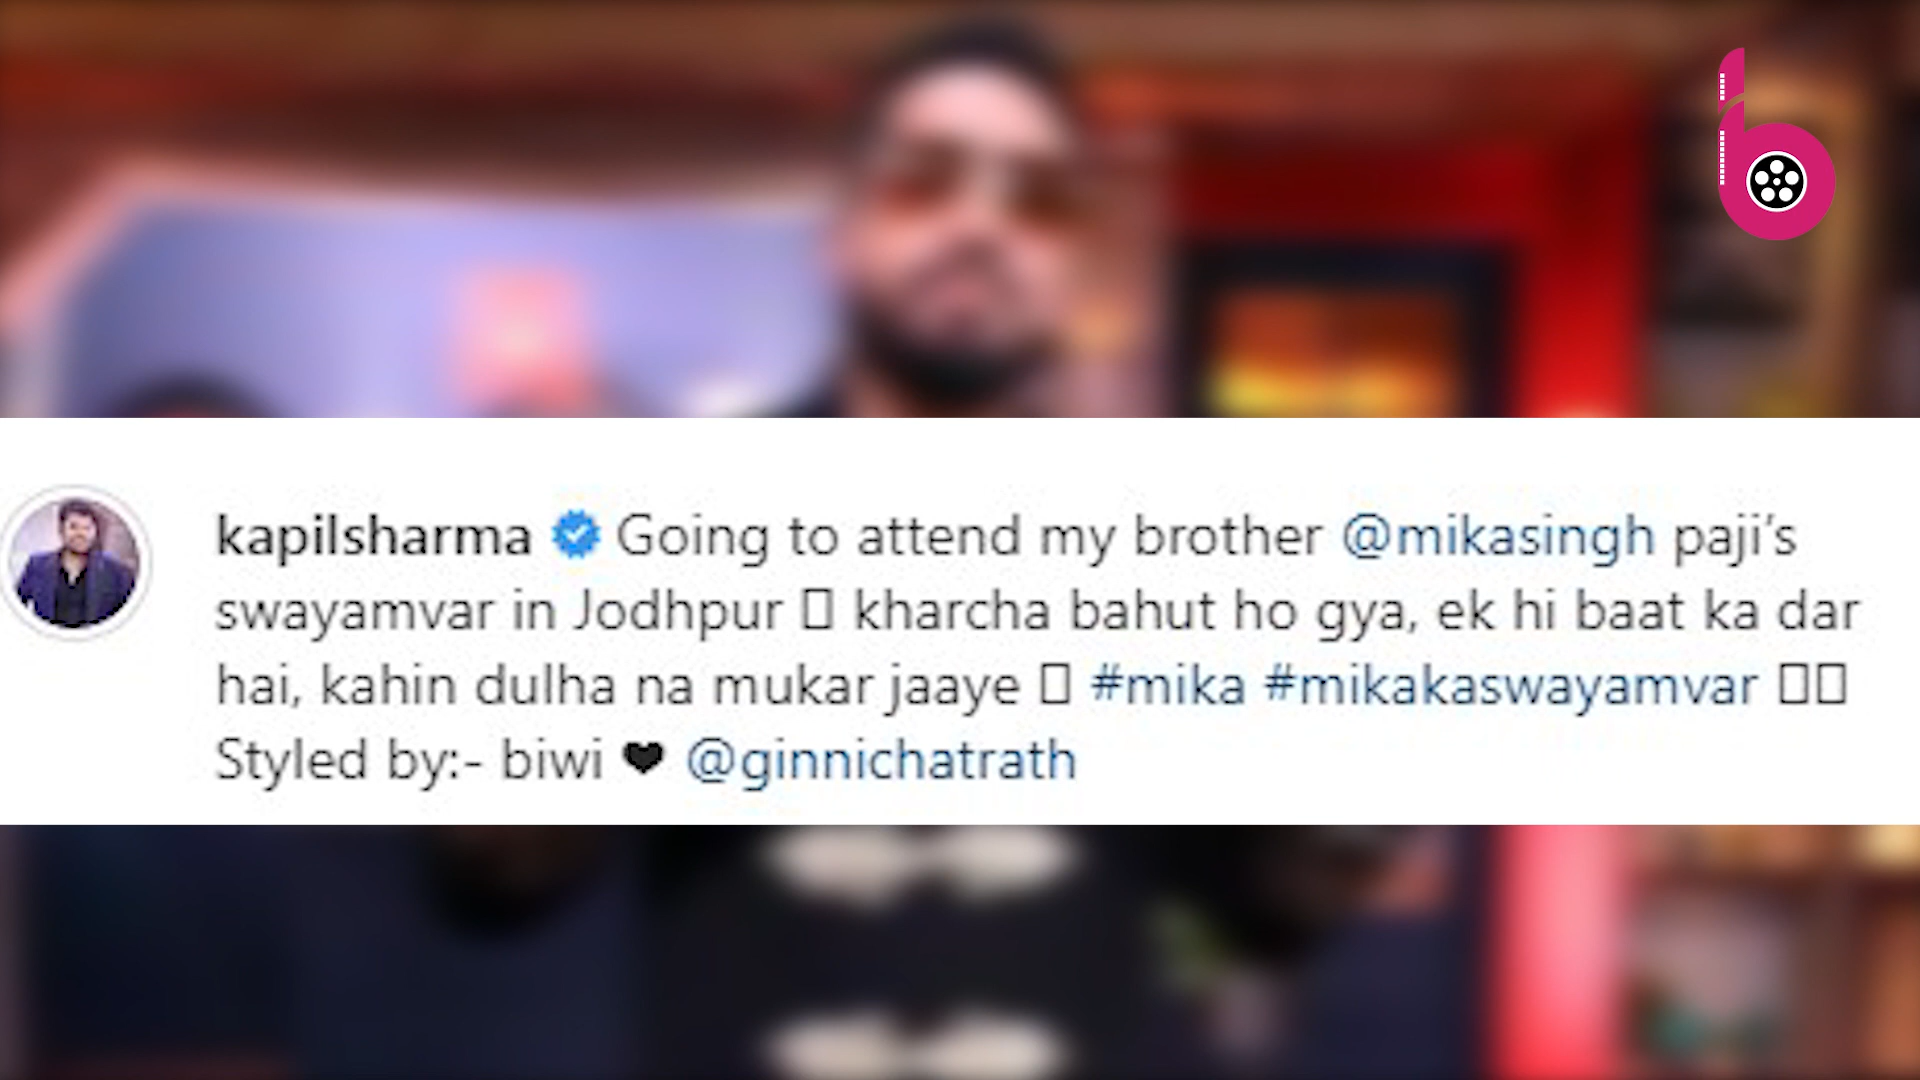 kapilsharma Going to attend my brother @mikasingh paji’s
swayamvar in Jodhpur □ kharcha bahut ho gya, ek hi baat ka dar
hai, kahin dulha na mukar jaaye □ #mika #mikakaswayamvar □□
Styled by:- biwi ♥ @ginnichatrath